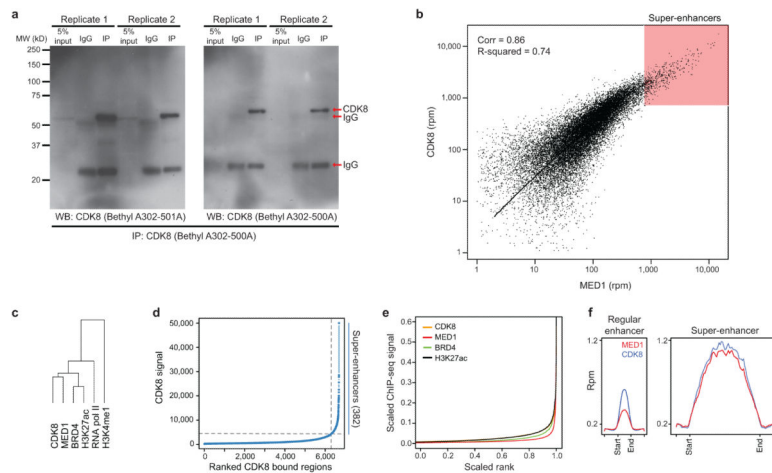 a
Replicate 1 Replicate 2 Replicate 1 Replicate 2
5% input IgG IP 5% input IgG IP 5% input IgG IP 5% input IgG IP
MW (kD)
250
150
100
75
50
37
20
CDK8
IgG
IgG
WB: CDK8 (Bethyl A302-501A) WB: CDK8 (Bethyl A302-500A)
IP: CDK8 (Bethyl A302-500A)
b
Super-enhancers
Corr = 0.86
R-squared = 0.74
CDK8 (rpm)
10,000
1,000
100
10
1
1 10 100 1,000 10,000
MED1 (rpm)
c
CDK8
MED1
BRD4
H3K27ac
RNA pol II
H3K4me1
d
CDK8 signal
50,000
40,000
30,000
20,000
10,000
0
0 2,000 4,000 6,000
Ranked CDK8 bound regions
Super-enhancers (382)
e
Scaled ChIP-seq signal
0.6
0.5
0.4
0.3
0.2
0.1
0.0
CDK8
MED1
BRD4
H3K27ac
0.0 0.2 0.4 0.6 0.8 1.0
Scaled rank
f
Regular enhancer
Super-enhancer
MED1
CDK8
Rpm
1.2
0.2
Start End
1.2
0.2
Start End